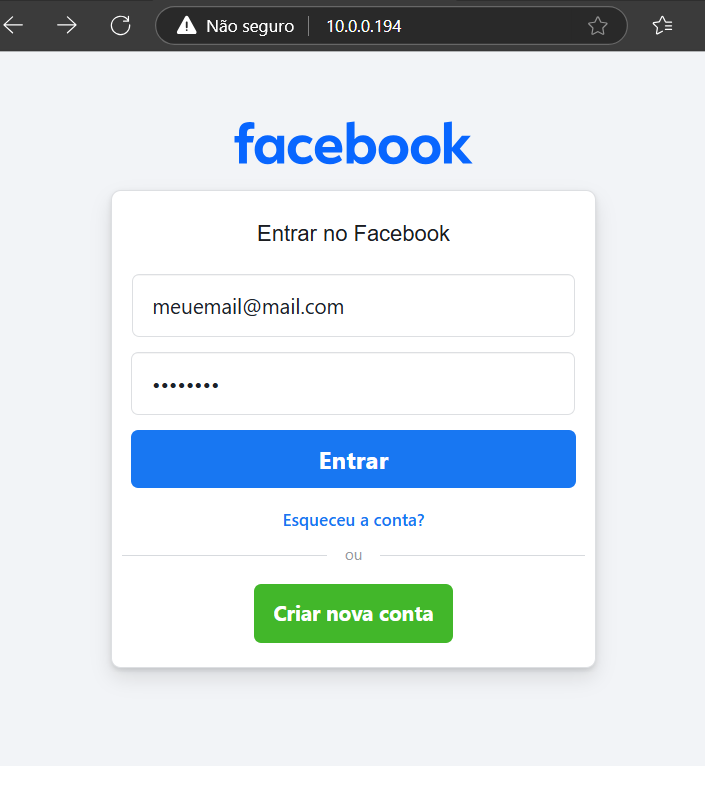 Não seguro 10.0.0.194
facebook
Entrar no Facebook
meuemail@mail.com
••••••••
Entrar
Esqueceu a conta?
ou
Criar nova conta